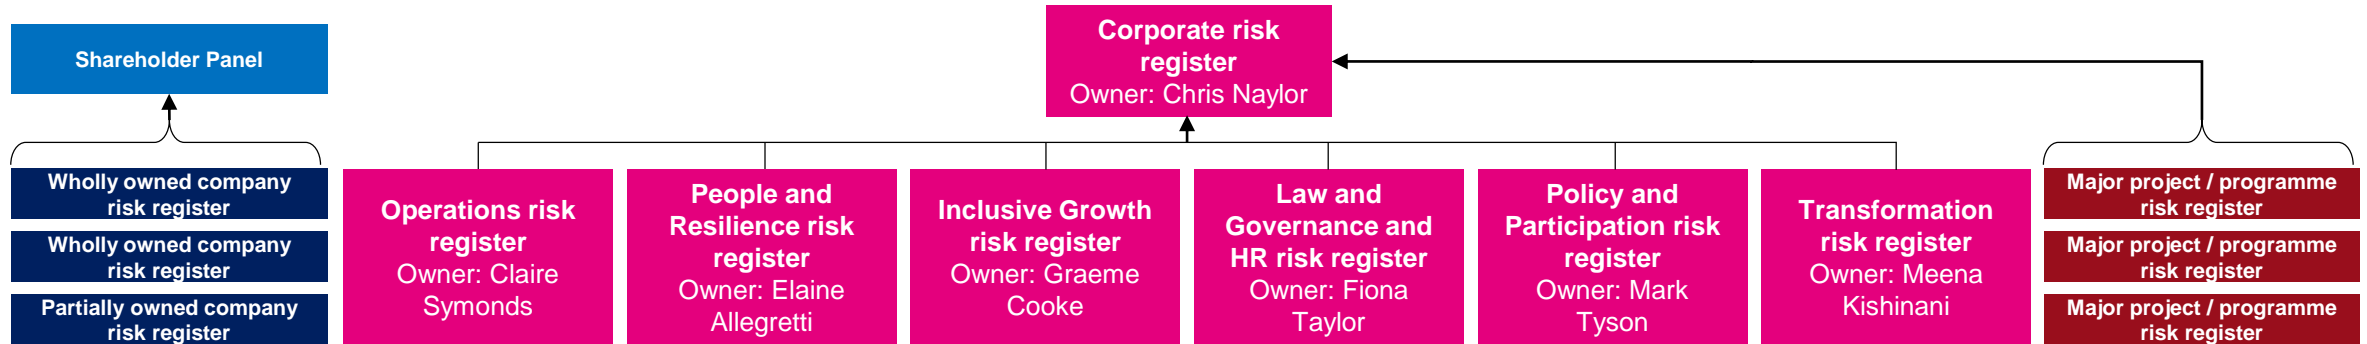 Shareholder Panel
Corporate risk
register
Owner: Chris Naylor
Wholly owned company
risk register
Wholly owned company
risk register
Partially owned company
risk register
Operations risk
register
Owner: Claire
Symonds
People and
Resilience risk
register
Owner: Elaine
Allegretti
Inclusive Growth
risk register
Owner: Graeme
Cooke
Law and
Governance and
HR risk register
Owner: Fiona
Taylor
Policy and
Participation risk
register
Owner: Mark
Tyson
Transformation
risk register
Owner: Meena
Kishinani
Major project / programme
risk register
Major project / programme
risk register
Major project / programme
risk register